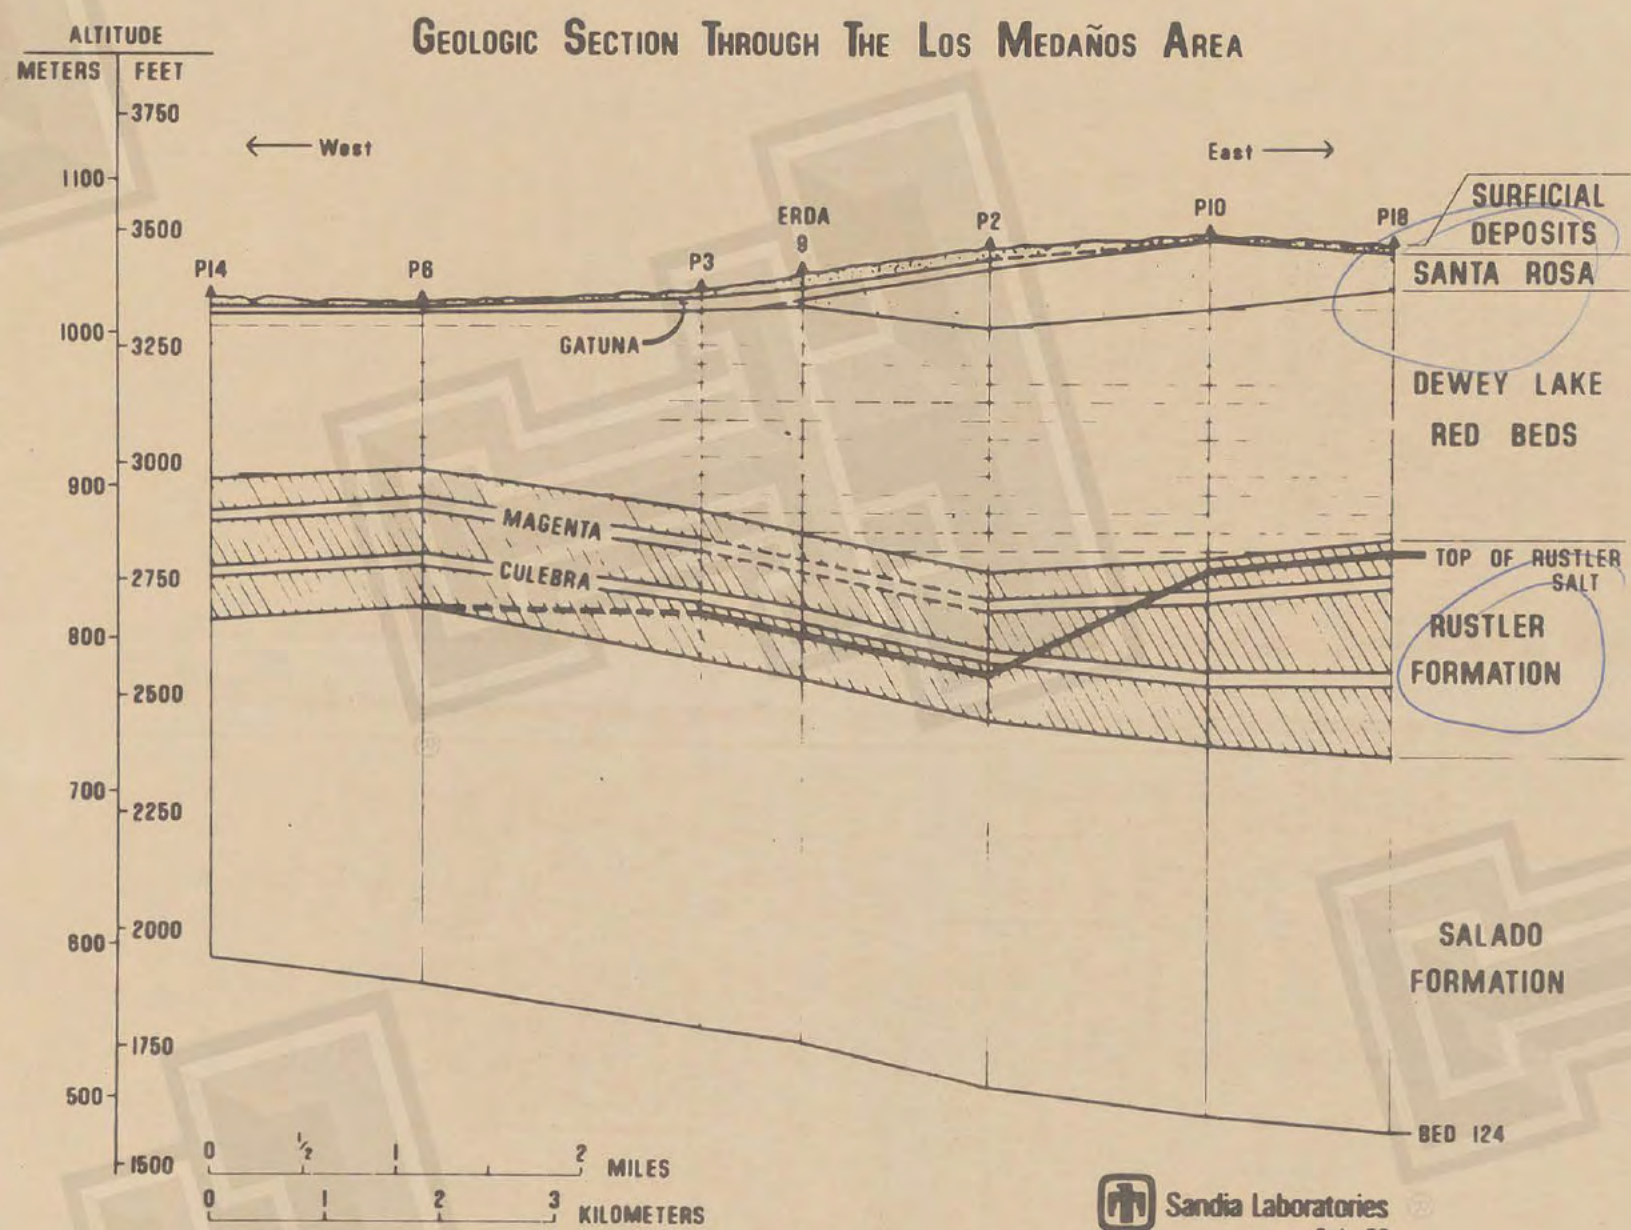 GEOLOGIC SECTION THROUGH THE LOS MEDAÑOS AREA
ALTITUDE
METERS FEET
3750
← West
East →
1100
3500
ERDA
9
P2
P10
P18
SURFICIAL
DEPOSITS
P14
P6
P3
SANTA ROSA
1000
3250
GATUNA
DEWEY LAKE
RED BEDS
3000
900
MAGENTA
2750
CULEBRA
TOP OF RUSTLER
SALT
800
RUSTLER
FORMATION
2500
700
2250
600
2000
SALADO
FORMATION
1750
500
BED 124
1500
0 1/2 1 2 MILES
0 1 2 3 KILOMETERS
Sandia Laboratories